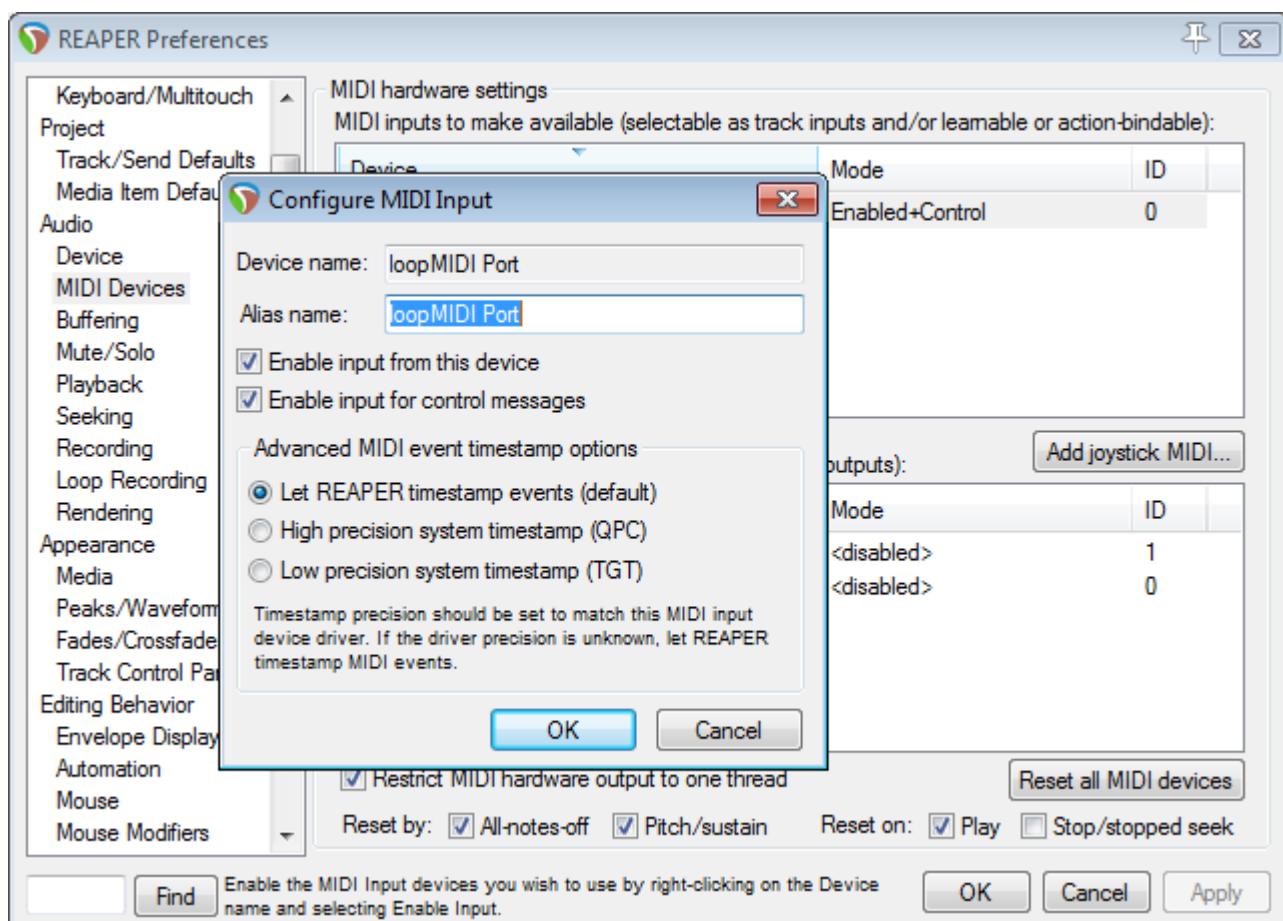 REAPER Preferences
Keyboard/Multitouch
Project
Track/Send Defaults
Media Item Defau
Audio
Device
MIDI Devices
Buffering
Mute/Solo
Playback
Seeking
Recording
Loop Recording
Rendering
Appearance
Media
Peaks/Waveform
Fades/Crossfade
Track Control Pa
Editing Behavior
Envelope Display
Automation
Mouse
Mouse Modifiers
MIDI hardware settings
MIDI inputs to make available (selectable as track inputs and/or learnable or action-bindable):
Device Mode ID
Enabled+Control 0
Configure MIDI Input
Device name: loopMIDI Port
Alias name: loopMIDI Port
Enable input from this device
Enable input for control messages
Advanced MIDI event timestamp options
Let REAPER timestamp events (default)
High precision system timestamp (QPC)
Low precision system timestamp (TGT)
Timestamp precision should be set to match this MIDI input
device driver. If the driver precision is unknown, let REAPER
timestamp MIDI events.
OK Cancel
outputs):
Add joystick MIDI...
Mode ID
<disabled> 1
<disabled> 0
Restrict MIDI hardware output to one thread
Reset all MIDI devices
Reset by: All-notes-off Pitch/sustain Reset on: Play Stop/stopped seek
Find
Enable the MIDI Input devices you wish to use by right-clicking on the Device
name and selecting Enable Input.
OK Cancel Apply